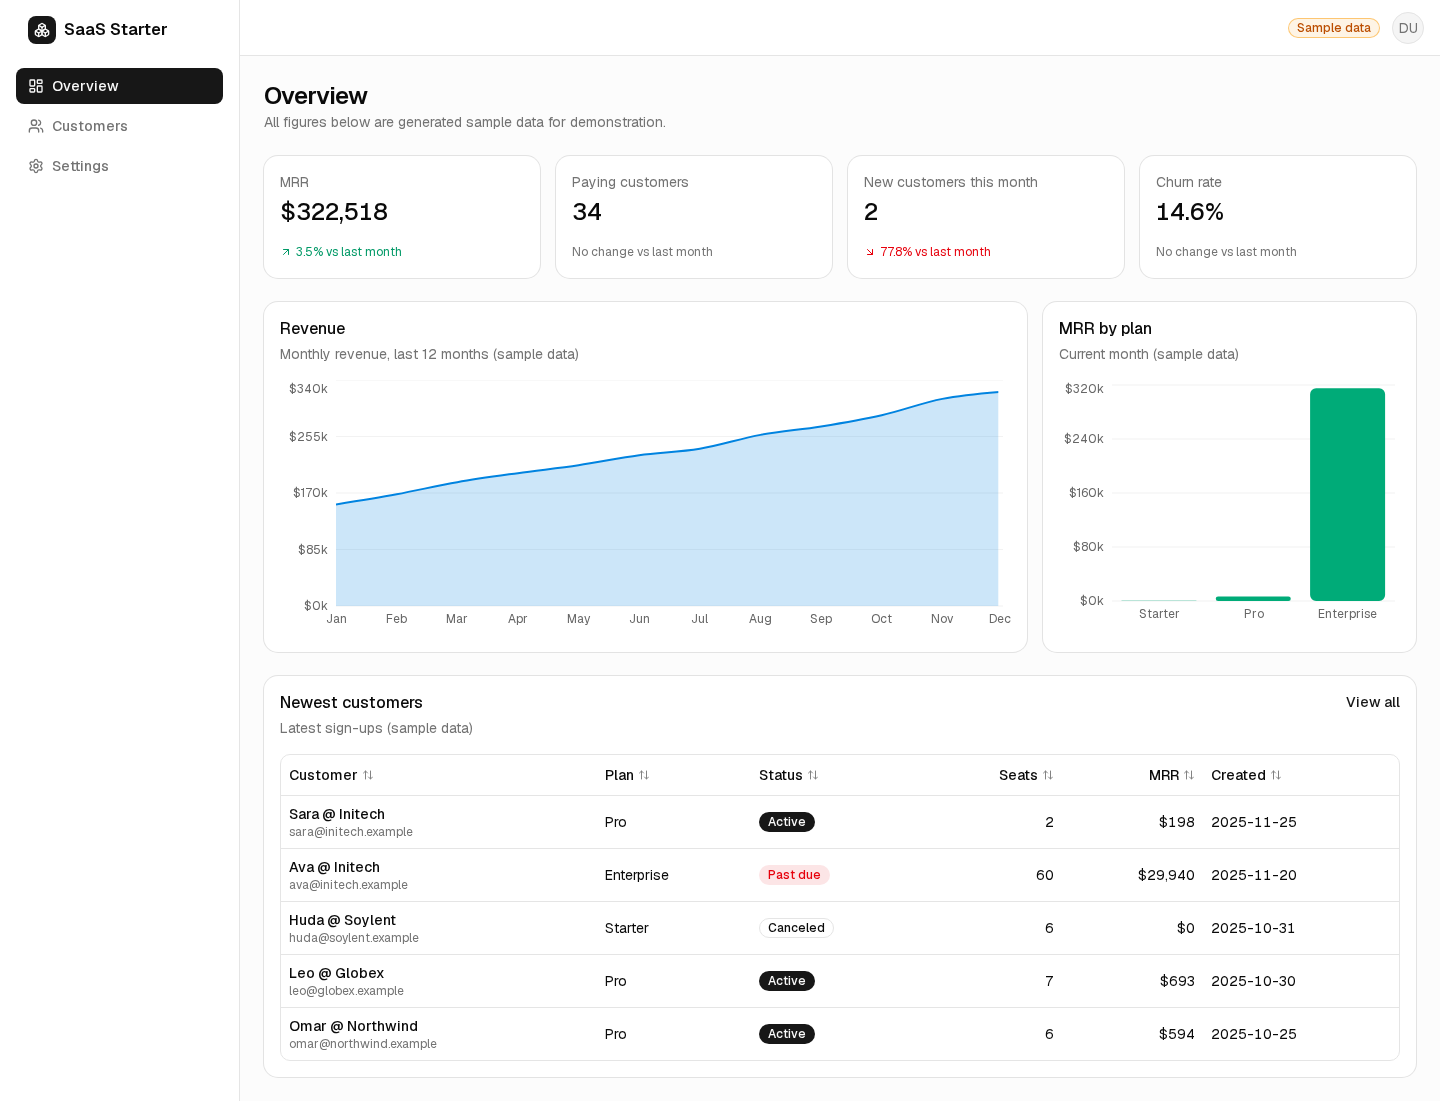 SaaS Starter
Sample data
DU
Overview
Customers
Settings
Overview
All figures below are generated sample data for demonstration.
MRR
$322,518
3.5% vs last month
Paying customers
34
No change vs last month
New customers this month
2
77.8% vs last month
Churn rate
14.6%
No change vs last month
Revenue
Monthly revenue, last 12 months (sample data)
$340k
$255k
$170k
$85k
$0k
Jan Feb Mar Apr May Jun Jul Aug Sep Oct Nov Dec
MRR by plan
Current month (sample data)
$320k
$240k
$160k
$80k
$0k
Starter Pro Enterprise
Newest customers
View all
Latest sign-ups (sample data)
Customer Plan Status Seats MRR Created
Sara @ Initech
sara@initech.example
Pro Active 2 $198 2025-11-25
Ava @ Initech
ava@initech.example
Enterprise Past due 60 $29,940 2025-11-20
Huda @ Soylent
huda@soylent.example
Starter Canceled 6 $0 2025-10-31
Leo @ Globex
leo@globex.example
Pro Active 7 $693 2025-10-30
Omar @ Northwind
omar@northwind.example
Pro Active 6 $594 2025-10-25